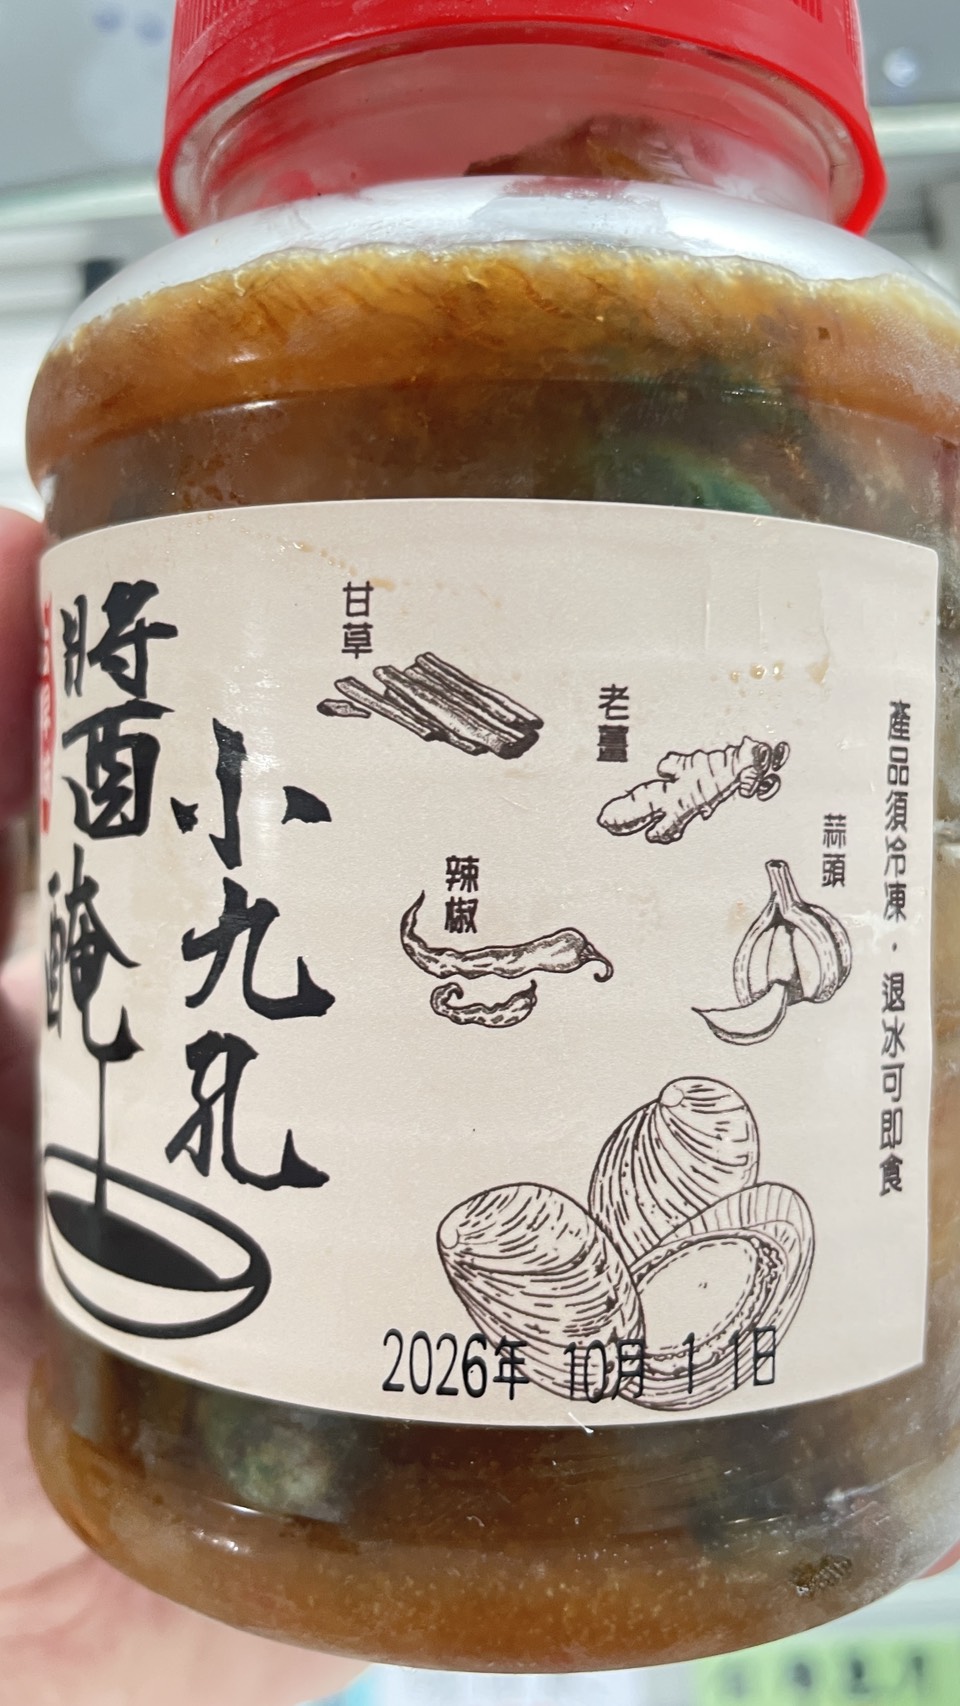 醬醃
小九孔
甘草
老薑
辣椒
蒜頭
產品須冷凍．退冰可即食
2026年 10月 11日